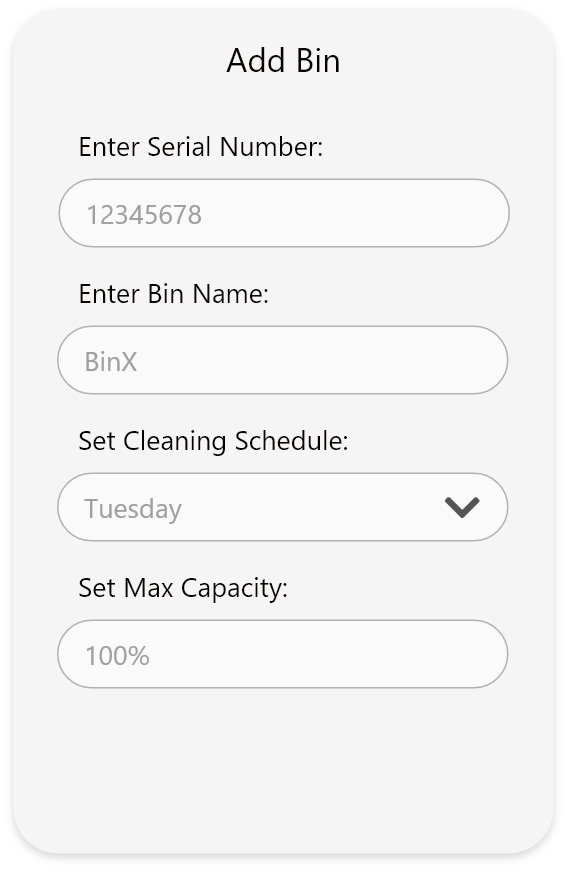 Add Bin
Enter Serial Number:
12345678
Enter Bin Name:
BinX
Set Cleaning Schedule:
Tuesday
Set Max Capacity:
100%